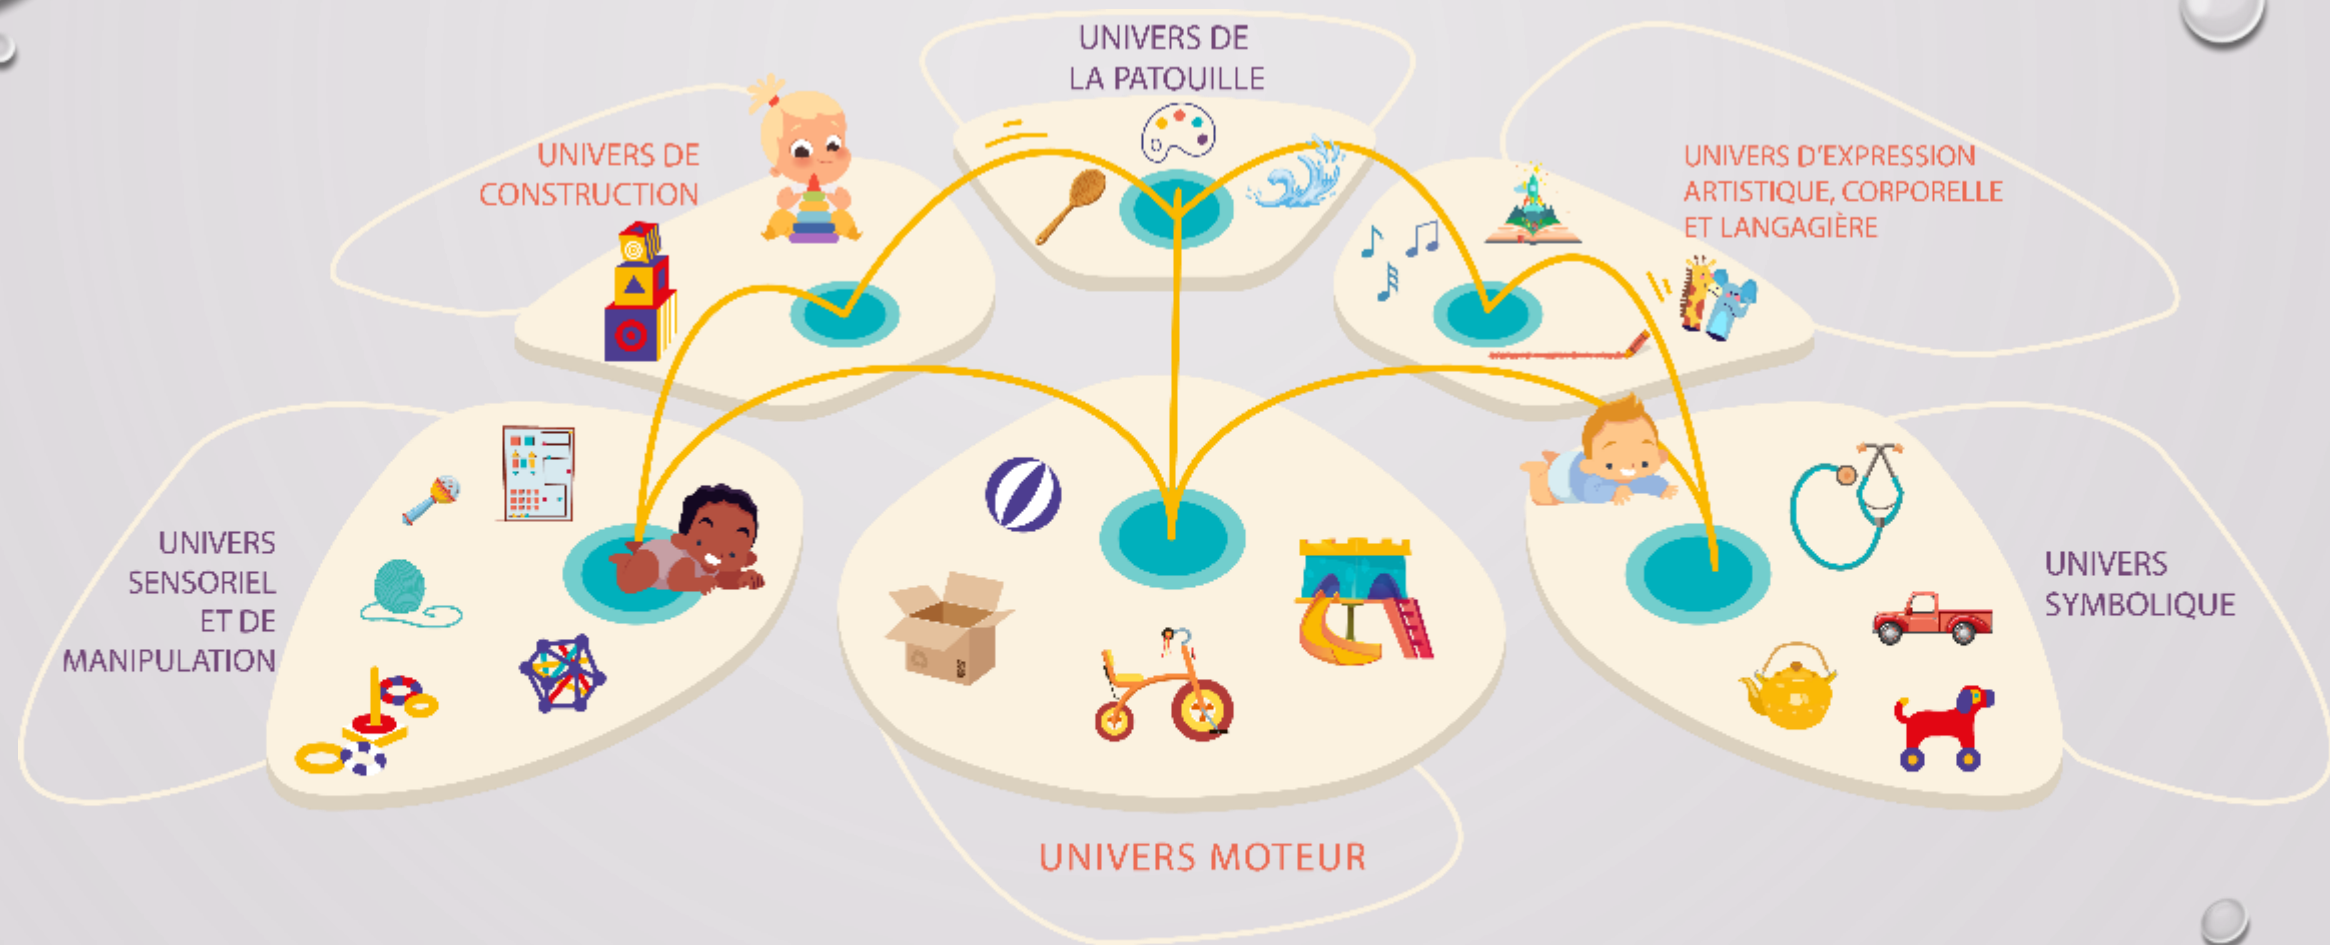 UNIVERS DE
LA PATOUILLE
UNIVERS DE
CONSTRUCTION
UNIVERS D'EXPRESSION
ARTISTIQUE, CORPORELLE
ET LANGAGIÈRE
UNIVERS
SENSORIEL
ET DE
MANIPULATION
UNIVERS
SYMBOLIQUE
UNIVERS MOTEUR